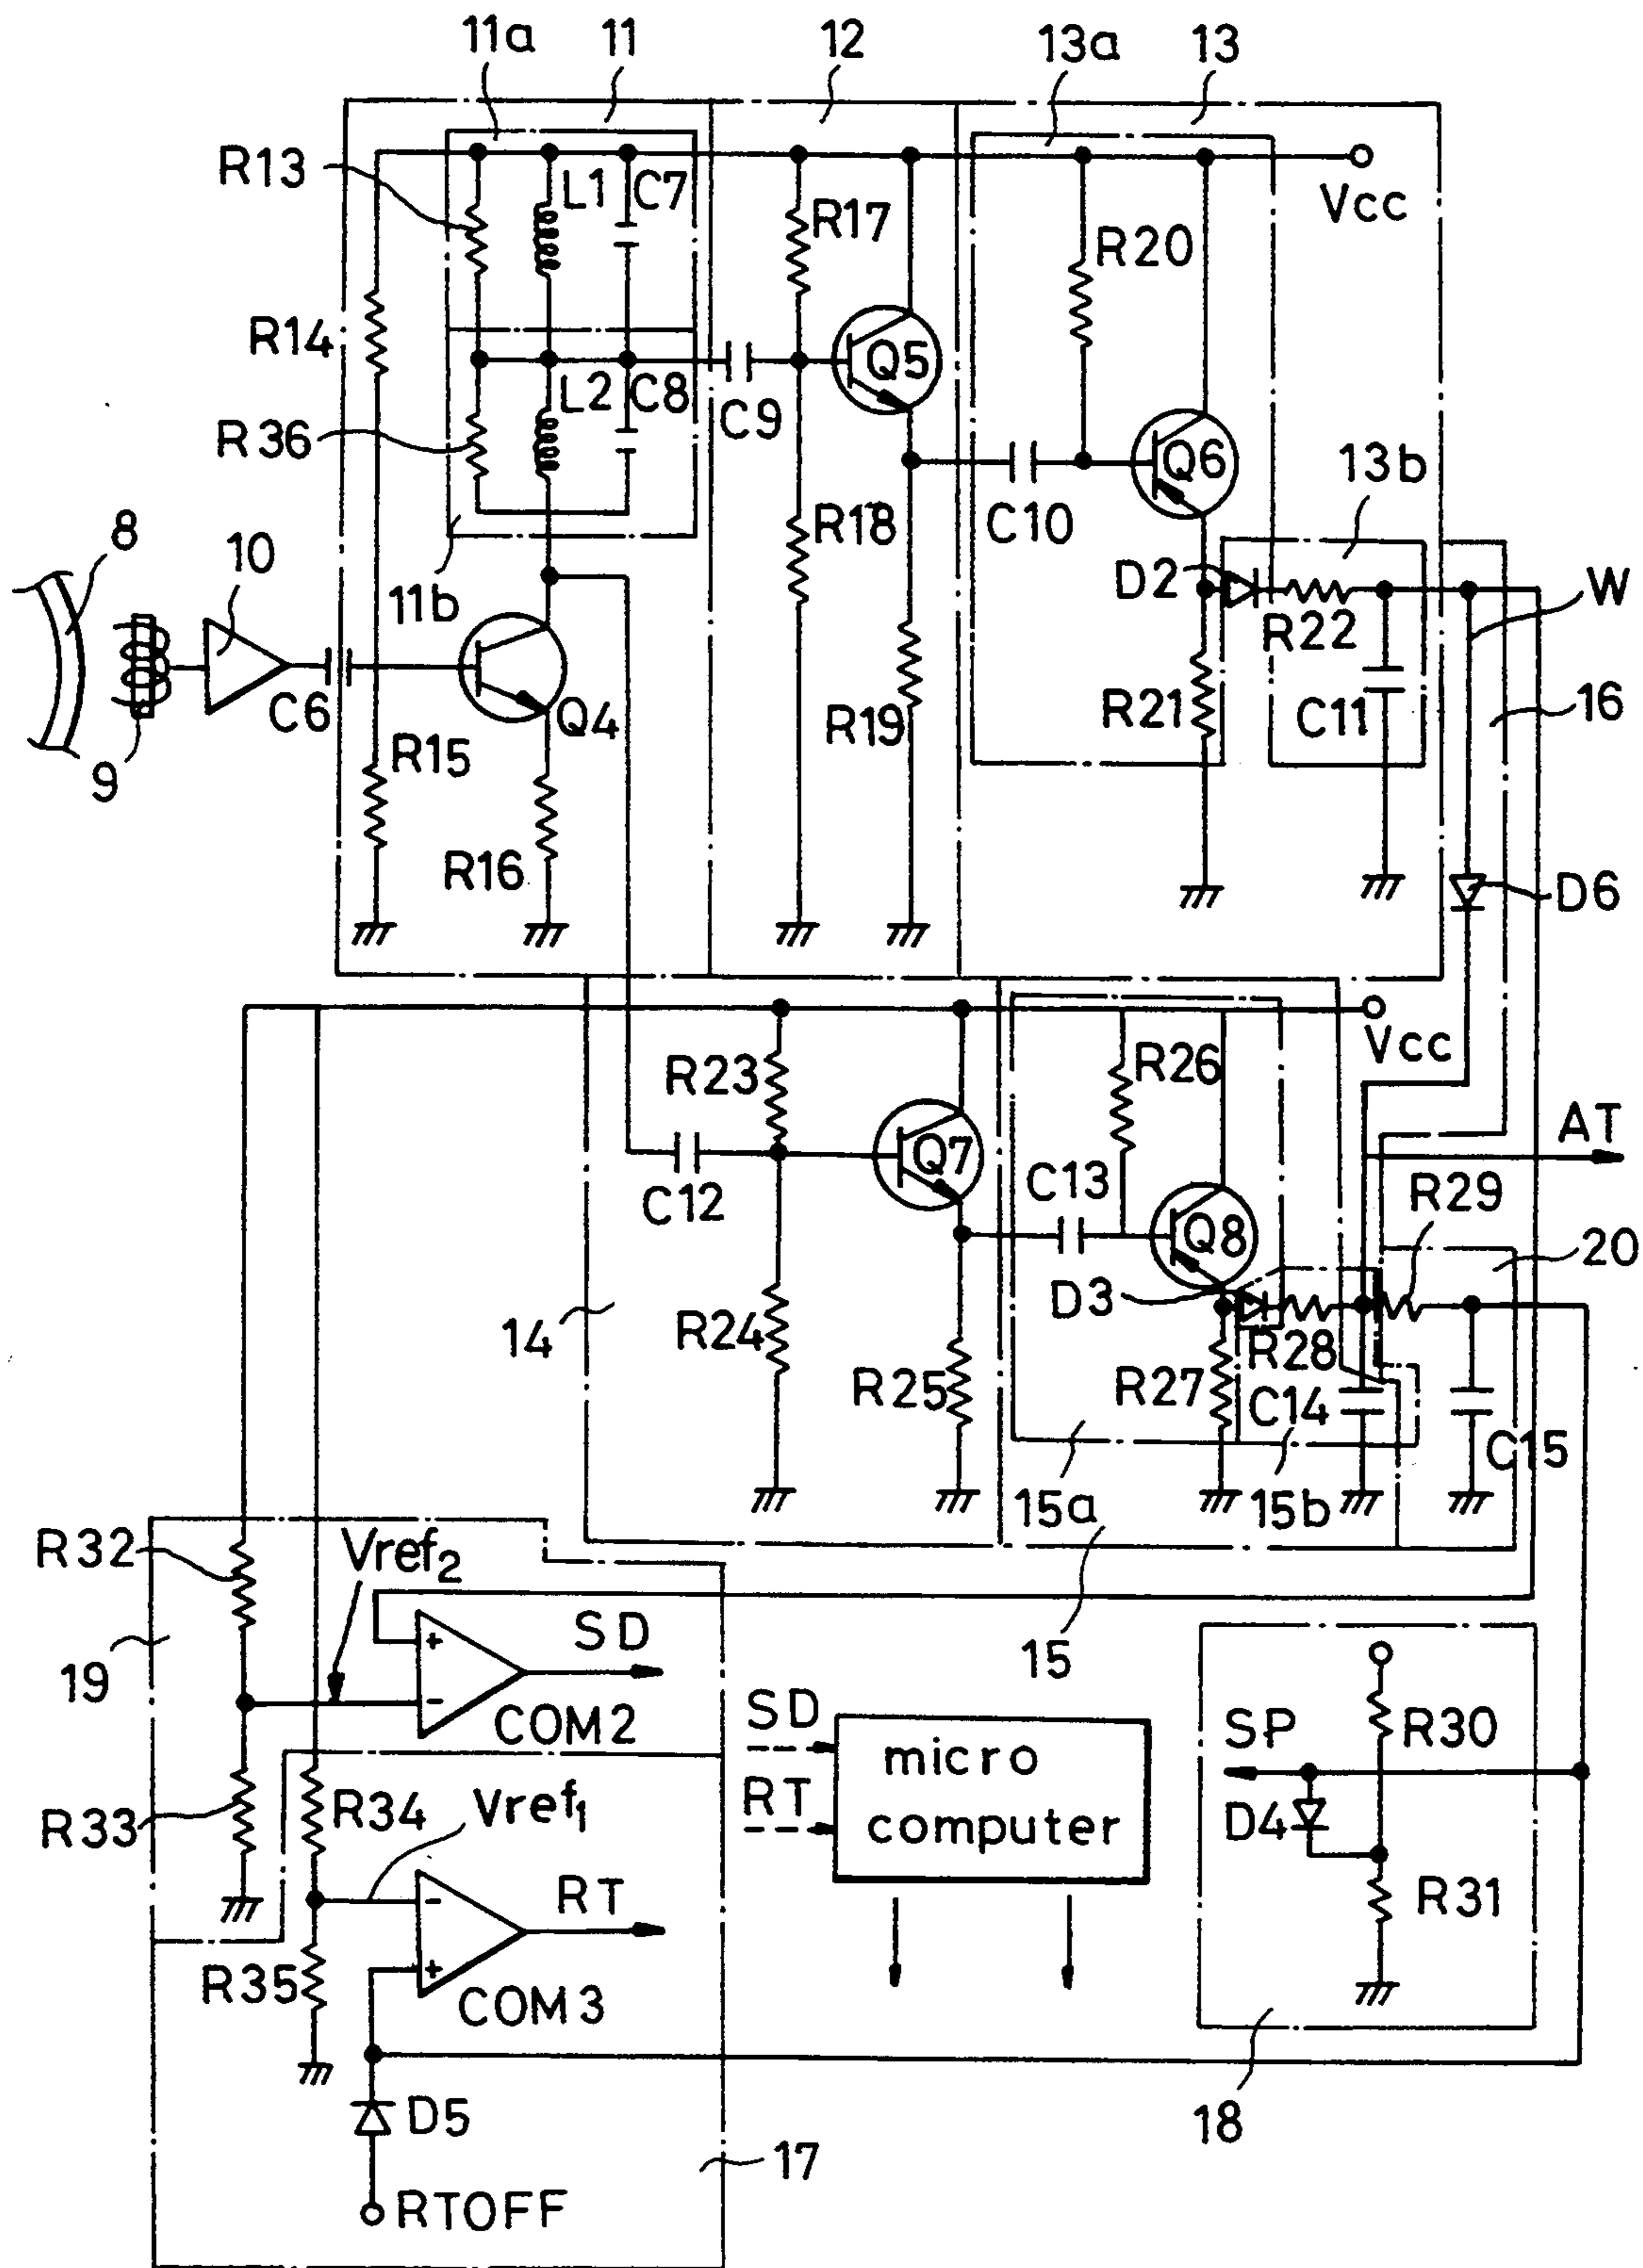 11a
11
12
13a
13
R13
L1
C7
R17
Vcc
R20
R14
Q5
L2
C8
C9
R36
Q6
13b
C10
R18
8
10
D2
W
11b
R22
C6
Q4
R21
C11
16
R19
9
R15
R16
D6
R23
R26
Vcc
AT
Q7
C12
C13
R29
Q8
20
D3
14
R24
R28
R25
R27
C14
C15
15a
15b
R32
Vref2
SD
15
19
COM2
SD
SP
R30
micro
R33
R34
Vref1
RT
D4
computer
RT
R31
R35
COM3
D5
18
17
RTOFF